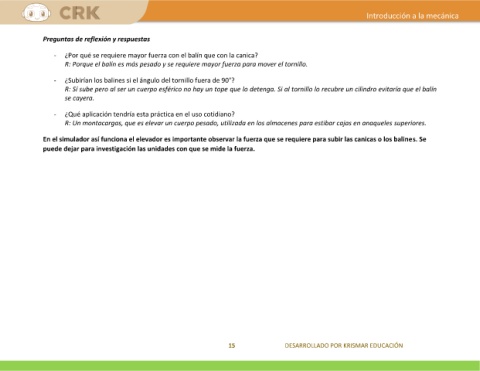 CRK
Introducción a la mecánica
Preguntas de reflexión y respuestas
- ¿Por qué se requiere mayor fuerza con el balín que con la canica?
R: Porque el balín es más pesado y se requiere mayor fuerza para mover el tornillo.
- ¿Subirían los balines si el ángulo del tornillo fuera de 90°?
R: Si sube pero al ser un cuerpo esférico no hay un tope que lo detenga. Si al tornillo lo recubre un cilindro evitaría que el balín
se cayera.
- ¿Qué aplicación tendría esta práctica en el uso cotidiano?
R: Un montacargas, que es elevar un cuerpo pesado, utilizada en los almacenes para estibar cajas en anaqueles superiores.
En el simulador así funciona el elevador es importante observar la fuerza que se requiere para subir las canicas o los balines. Se
puede dejar para investigación las unidades con que se mide la fuerza.
15 DESARROLLADO POR KRISMAR EDUCACIÓN